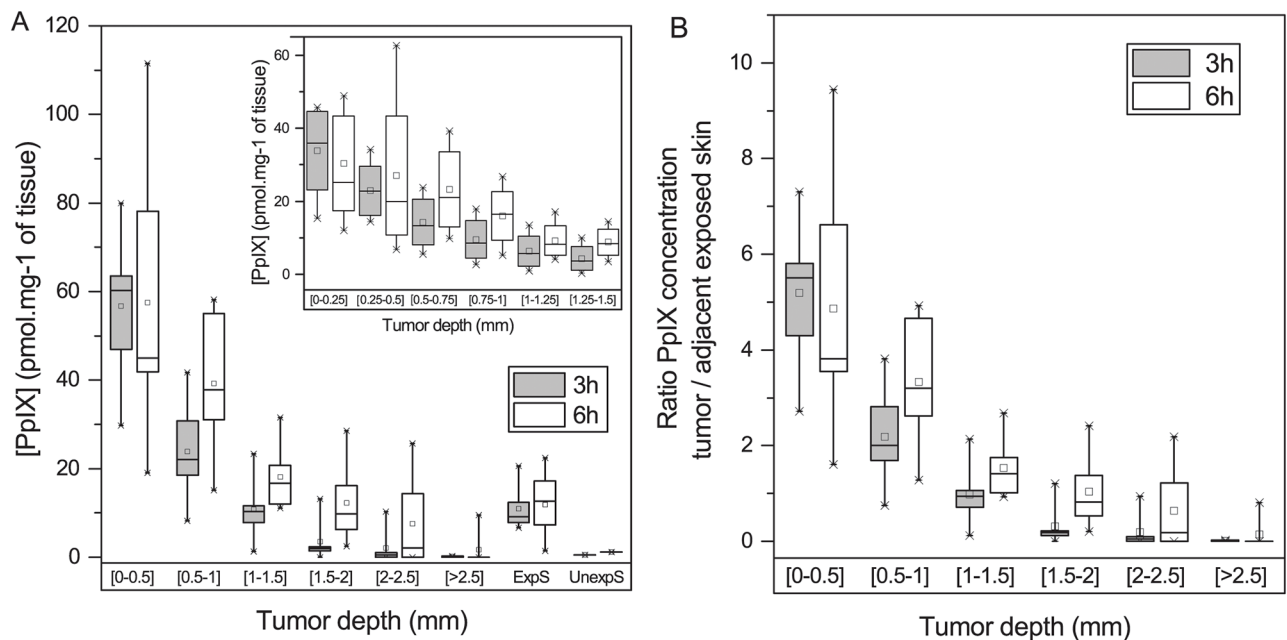 A
120
100
80
60
40
20
0
[PpIX] (pmol.mg-1 of tissue)
[0-0.5] [0.5-1] [1-1.5] [1.5-2] [2-2.5] [>2.5] ExpS UnexpS
Tumor depth (mm)
60
40
20
0
[PpIX] (pmol.mg-1 of tissue)
[0-0.25] [0.25-0.5] [0.5-0.75] [0.75-1] [1-1.25] [1.25-1.5]
Tumor depth (mm)
3h
6h
B
10
8
6
4
2
0
Ratio PpIX concentration
tumor / adjacent exposed skin
3h
6h
[0-0.5] [0.5-1] [1-1.5] [1.5-2] [2-2.5] [>2.5]
Tumor depth (mm)